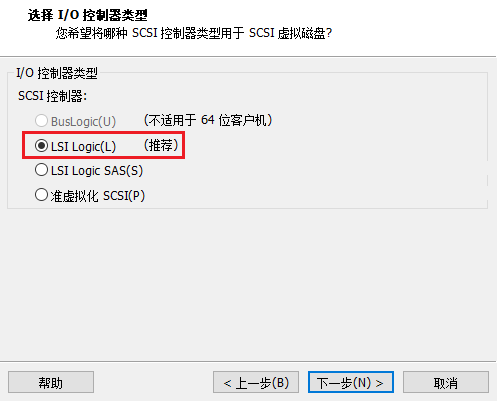 选择 I/O 控制器类型
您希望将哪种 SCSI 控制器类型用于 SCSI 虚拟磁盘?
I/O 控制器类型
SCSI 控制器:
BusLogic(U) (不适用于 64 位客户机)
LSI Logic(L) (推荐)
LSI Logic SAS(S)
准虚拟化 SCSI(P)
帮助 < 上一步(B) 下一步(N) > 取消